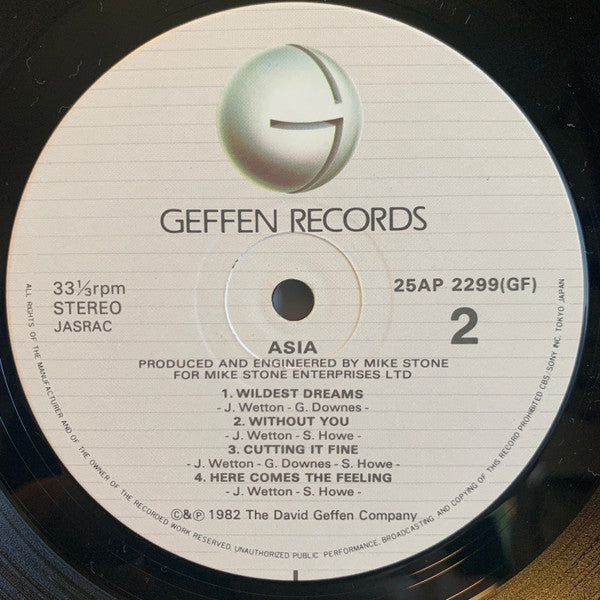 GEFFEN RECORDS
33⅓rpm
STEREO
JASRAC
25AP 2299(GF)
2
ASIA
PRODUCED AND ENGINEERED BY MIKE STONE
FOR MIKE STONE ENTERPRISES LTD
1. WILDEST DREAMS
- J. Wetton - G. Downes -
2. WITHOUT YOU
- J. Wetton - S. Howe -
3. CUTTING IT FINE
- J. Wetton - G. Downes - S. Howe -
4. HERE COMES THE FEELING
- J. Wetton - S. Howe -
©&℗ 1982 The David Geffen Company
ALL RIGHTS OF THE MANUFACTURER AND OF THE OWNER OF THE RECORDED WORK RESERVED. UNAUTHORIZED PUBLIC PERFORMANCE, BROADCASTING AND COPYING OF THIS RECORD PROHIBITED CBS/SONY INC. TOKYO JAPAN